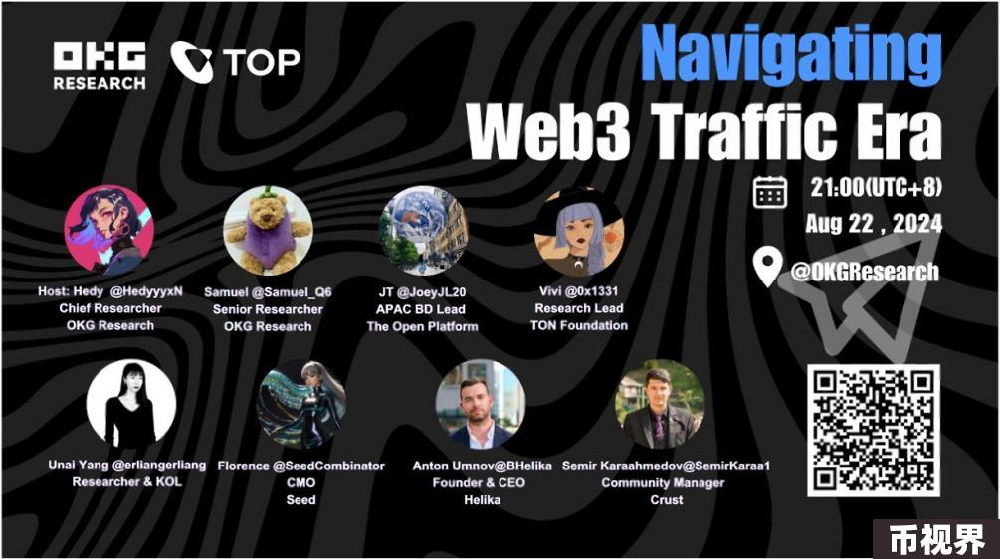 OKG
RESEARCH
TOP
Navigating
Web3 Traffic Era
21:00(UTC+8)
Aug 22 , 2024
@OKGResearch
Host: Hedy @HedyyyxN
Chief Researcher
OKG Research
Samuel @Samuel_Q6
Senior Researcher
OKG Research
JT @JoeyJL20
APAC BD Lead
The Open Platform
Vivi @0x1331
Research Lead
TON Foundation
Unai Yang @erliangerliang
Researcher & KOL
Florence @SeedCombinator
CMO
Seed
Anton Umnov@BHelika
Founder & CEO
Helika
Semir Karaahmedov@SemirKaraa1
Community Manager
Crust
币视界